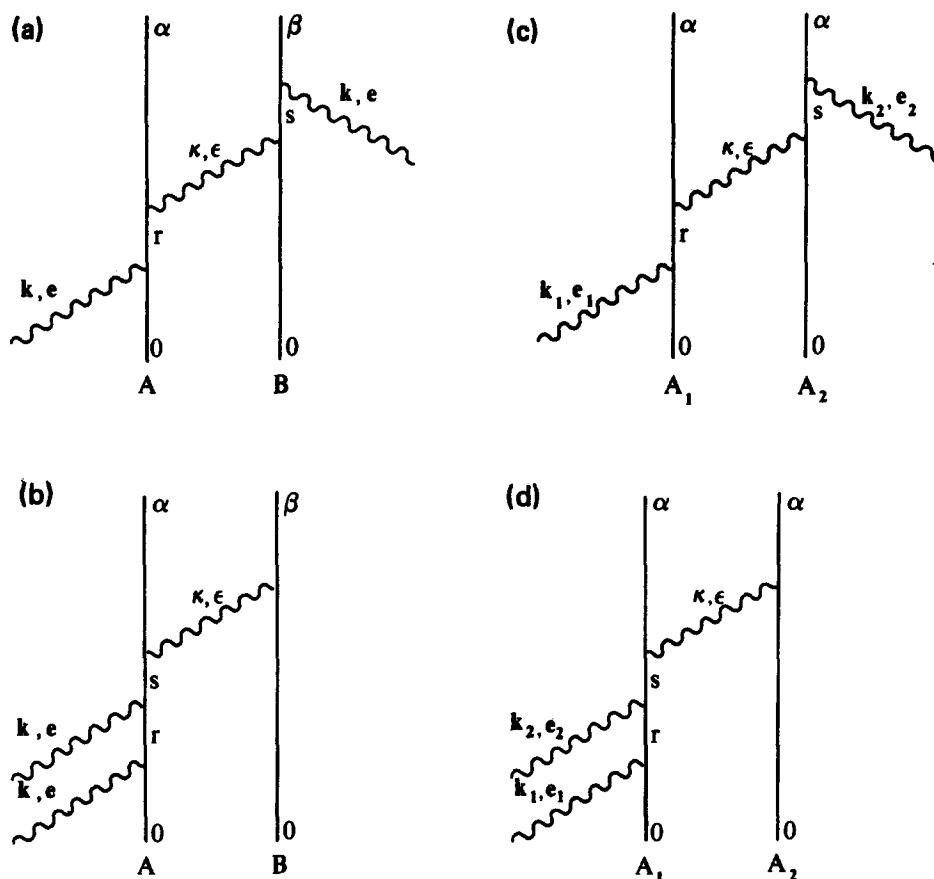 (a)
α
β
k, e
s
κ, ϵ
r
k, e
0
0
A
B
(c)
α
α
k₂, e₂
s
κ, ϵ
r
k₁, e₁
0
0
A₁
A₂
(b)
α
β
κ, ϵ
s
k, e
r
k, e
0
0
A
B
(d)
α
α
κ, ϵ
s
k₂, e₂
r
k₁, e₁
0
0
A₁
A₂